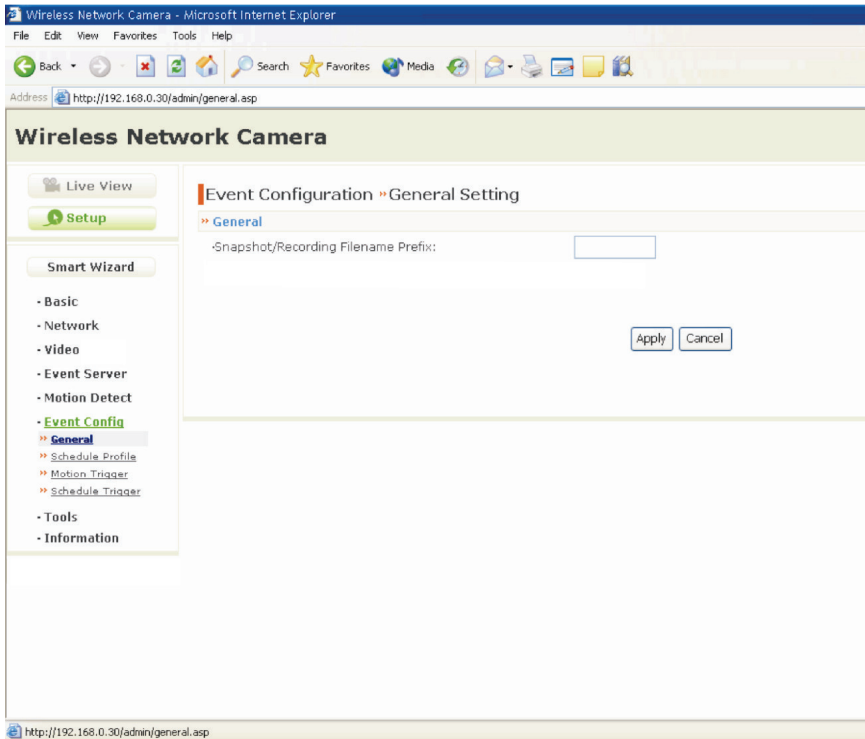 Wireless Network Camera - Microsoft Internet Explorer
File Edit View Favorites Tools Help
Back Search Favorites Media
Address http://192.168.0.30/admin/general.asp
Wireless Network Camera
Live View
Setup
Smart Wizard
· Basic
· Network
· Video
· Event Server
· Motion Detect
· Event Config
» General
» Schedule Profile
» Motion Trigger
» Schedule Trigger
· Tools
· Information
Event Configuration » General Setting
» General
·Snapshot/Recording Filename Prefix:
Apply Cancel
http://192.168.0.30/admin/general.asp